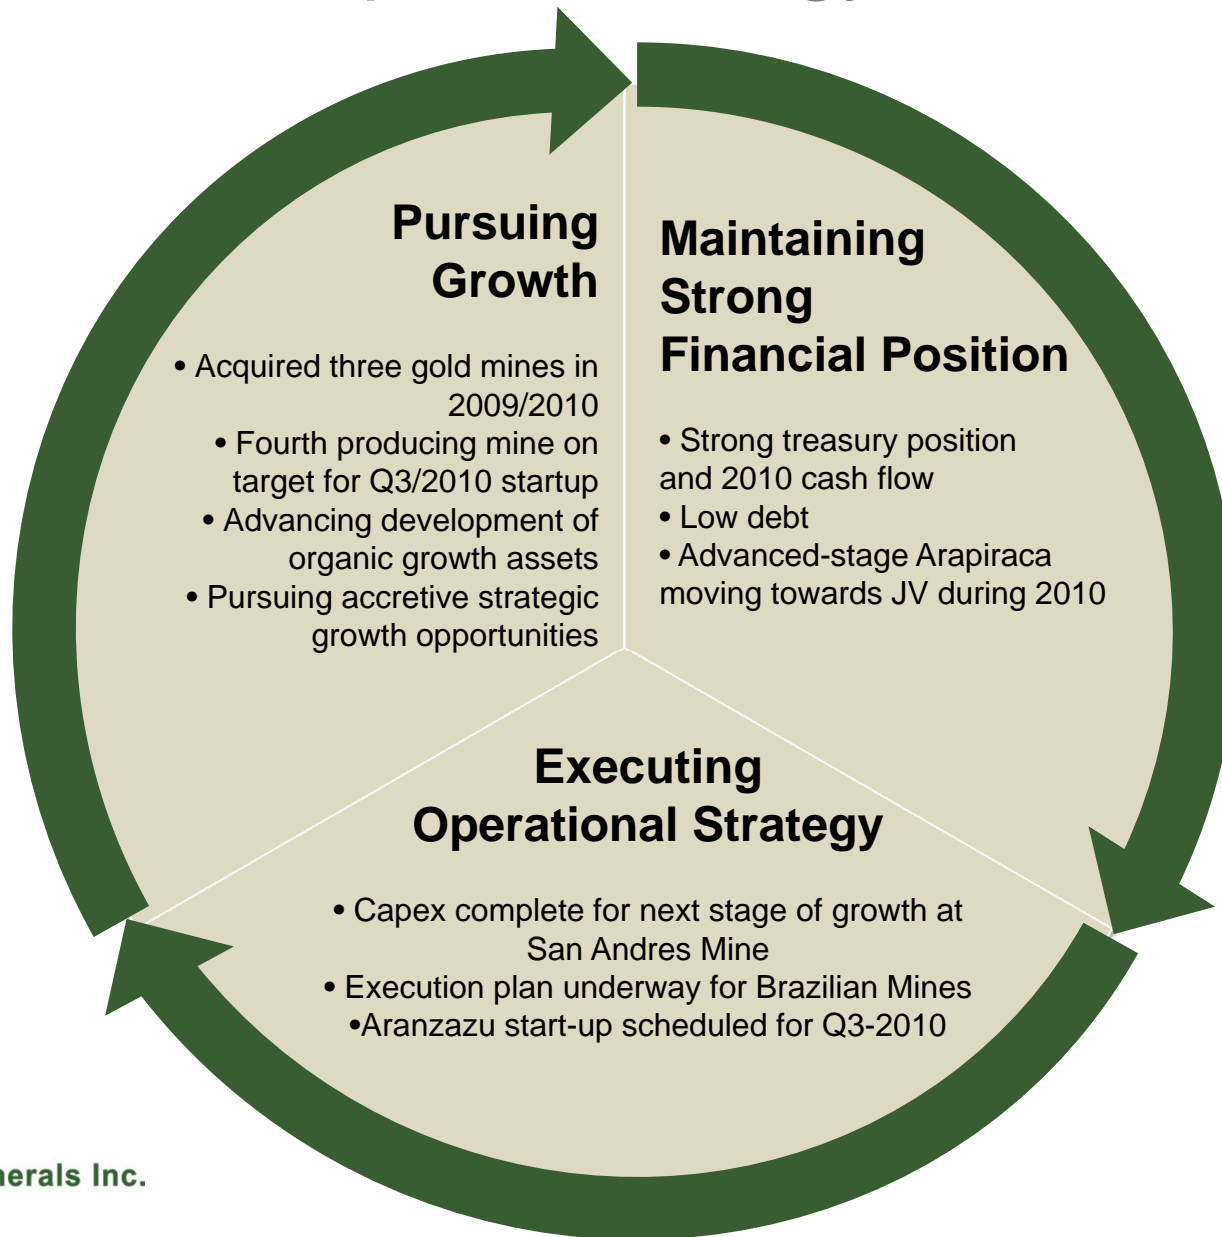 Pursuing
Growth
• Acquired three gold mines in
2009/2010
• Fourth producing mine on
target for Q3/2010 startup
• Advancing development of
organic growth assets
• Pursuing accretive strategic
growth opportunities
Maintaining
Strong
Financial Position
• Strong treasury position
and 2010 cash flow
• Low debt
• Advanced-stage Arapiraca
moving towards JV during 2010
Executing
Operational Strategy
• Capex complete for next stage of growth at
San Andres Mine
• Execution plan underway for Brazilian Mines
•Aranzazu start-up scheduled for Q3-2010
nerals Inc.